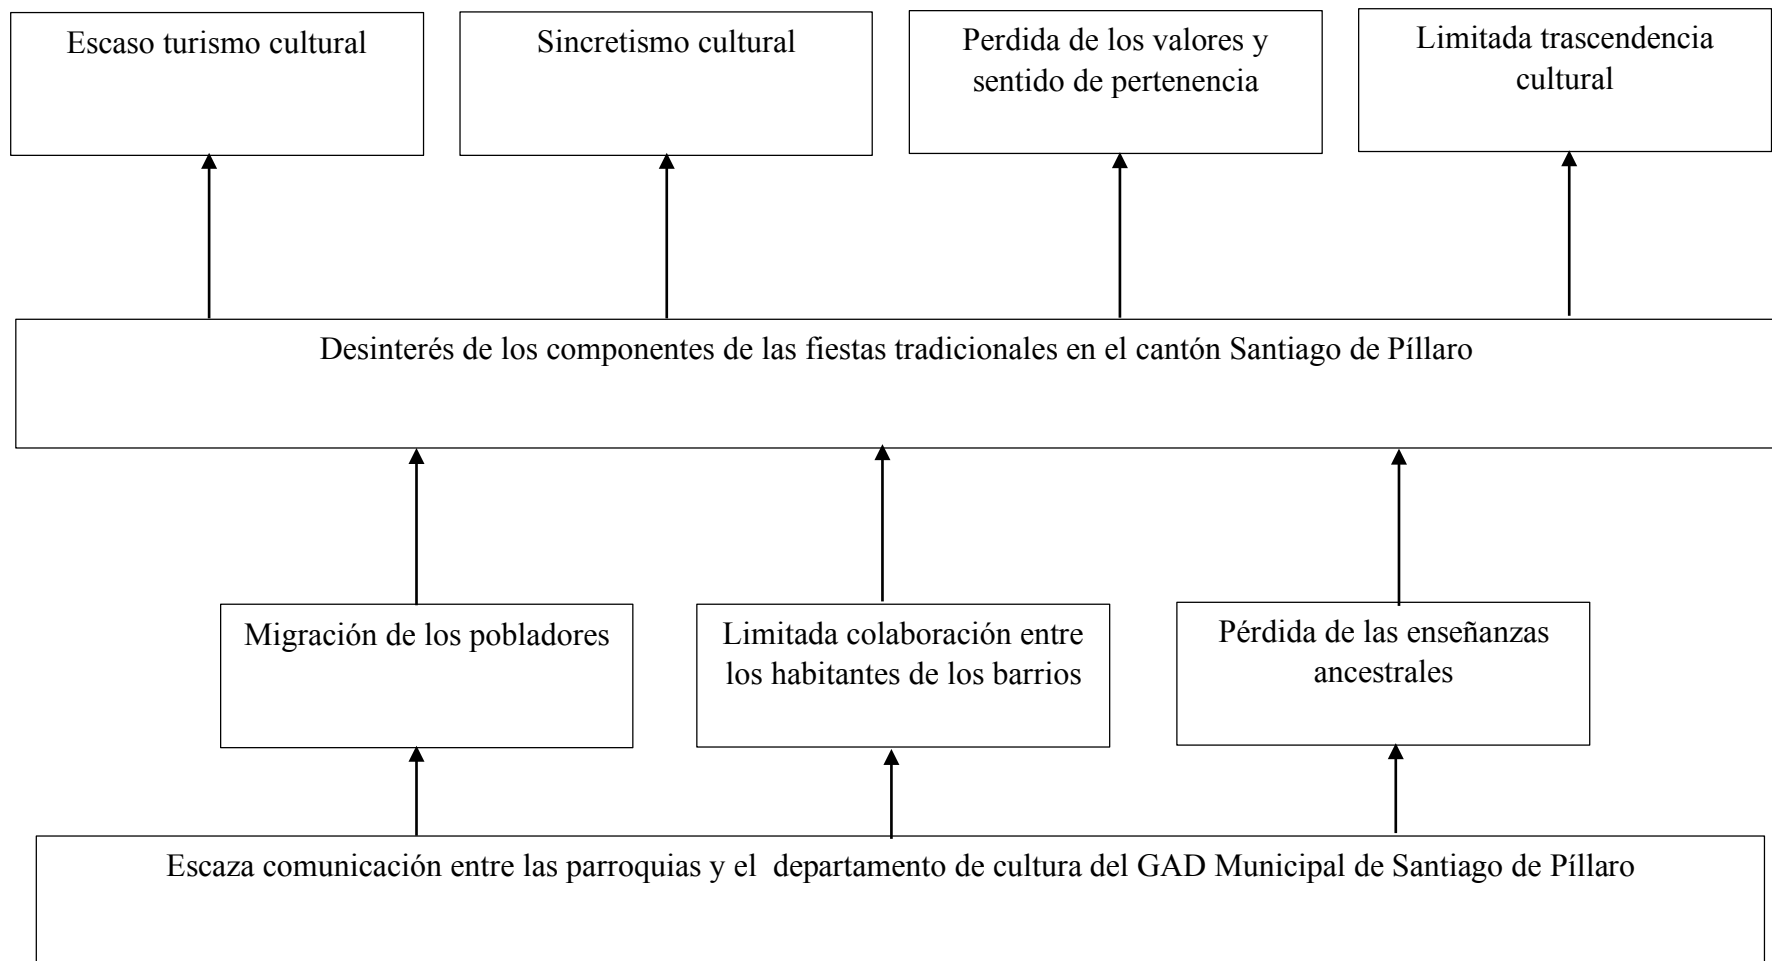 Escaso turismo cultural
Sincretismo cultural
Perdida de los valores y
sentido de pertenencia
Limitada trascendencia
cultural
Desinterés de los componentes de las fiestas tradicionales en el cantón Santiago de Píllaro
Migración de los pobladores
Limitada colaboración entre
los habitantes de los barrios
Pérdida de las enseñanzas
ancestrales
Escaza comunicación entre las parroquias y el  departamento de cultura del GAD Municipal de Santiago de Píllaro